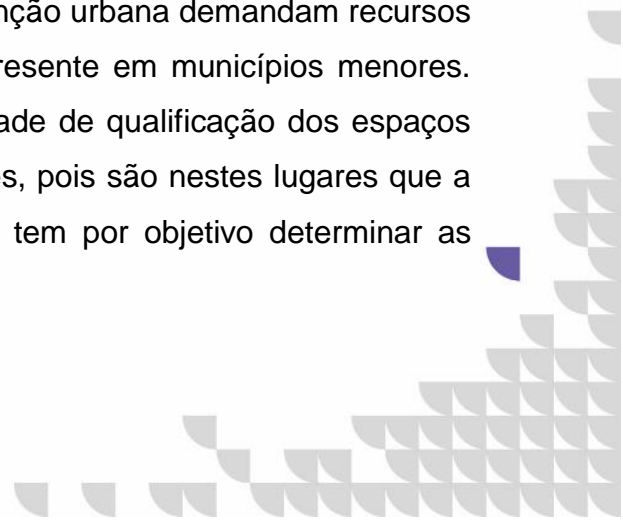 nção urbana demandam recursos
resente em municípios menores.
ade de qualificação dos espaços
s, pois são nestes lugares que a
tem por objetivo determinar as